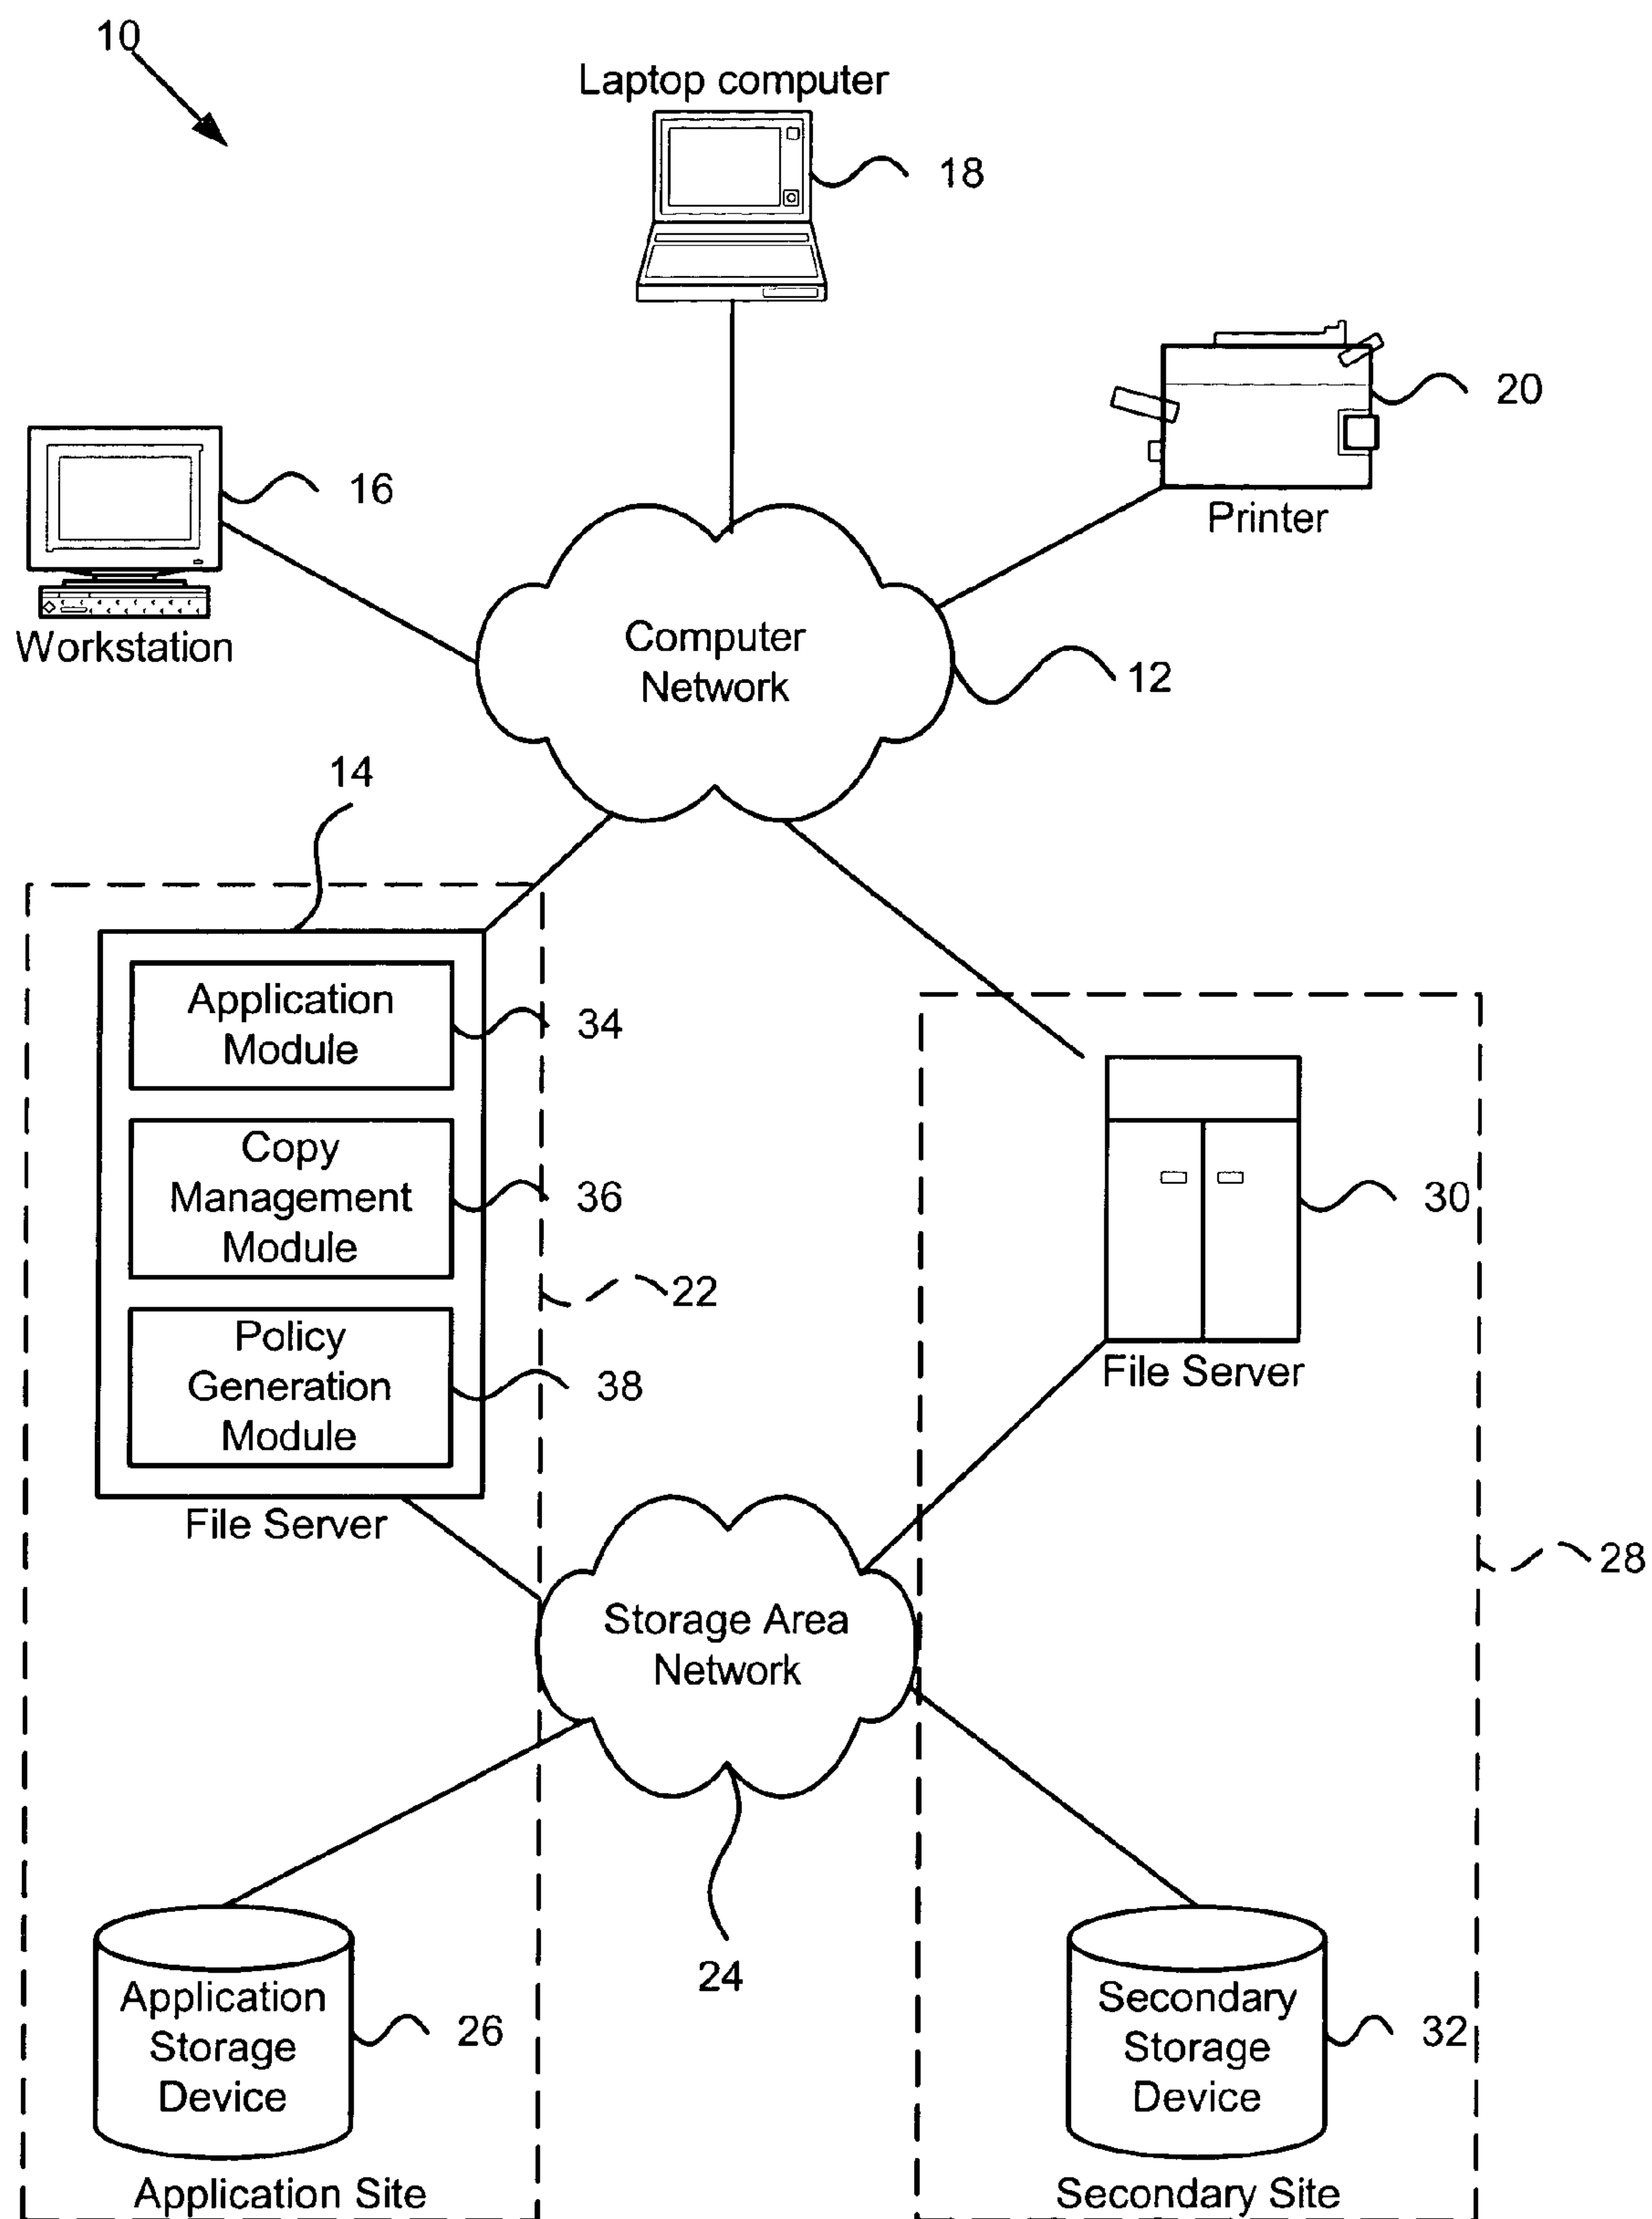 10
Laptop computer
18
20
Printer
16
Workstation
Computer
Network
12
14
Application
Module
34
Copy
Management
Module
36
22
Policy
Generation
Module
38
File Server
30
File Server
28
Storage Area
Network
24
Application
Storage
Device
26
Application Site
Secondary
Storage
Device
32
Secondary Site